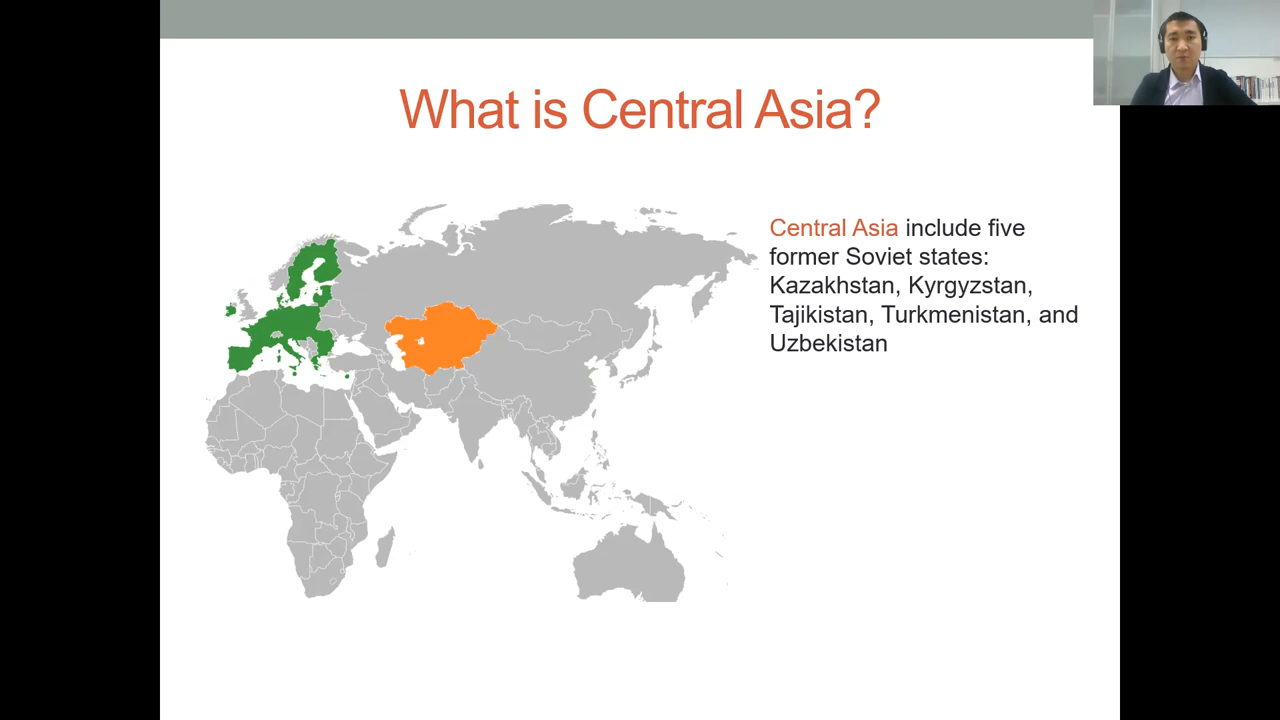 What is Central Asia?
Central Asia include five
former Soviet states:
Kazakhstan, Kyrgyzstan,
Tajikistan, Turkmenistan, and
Uzbekistan